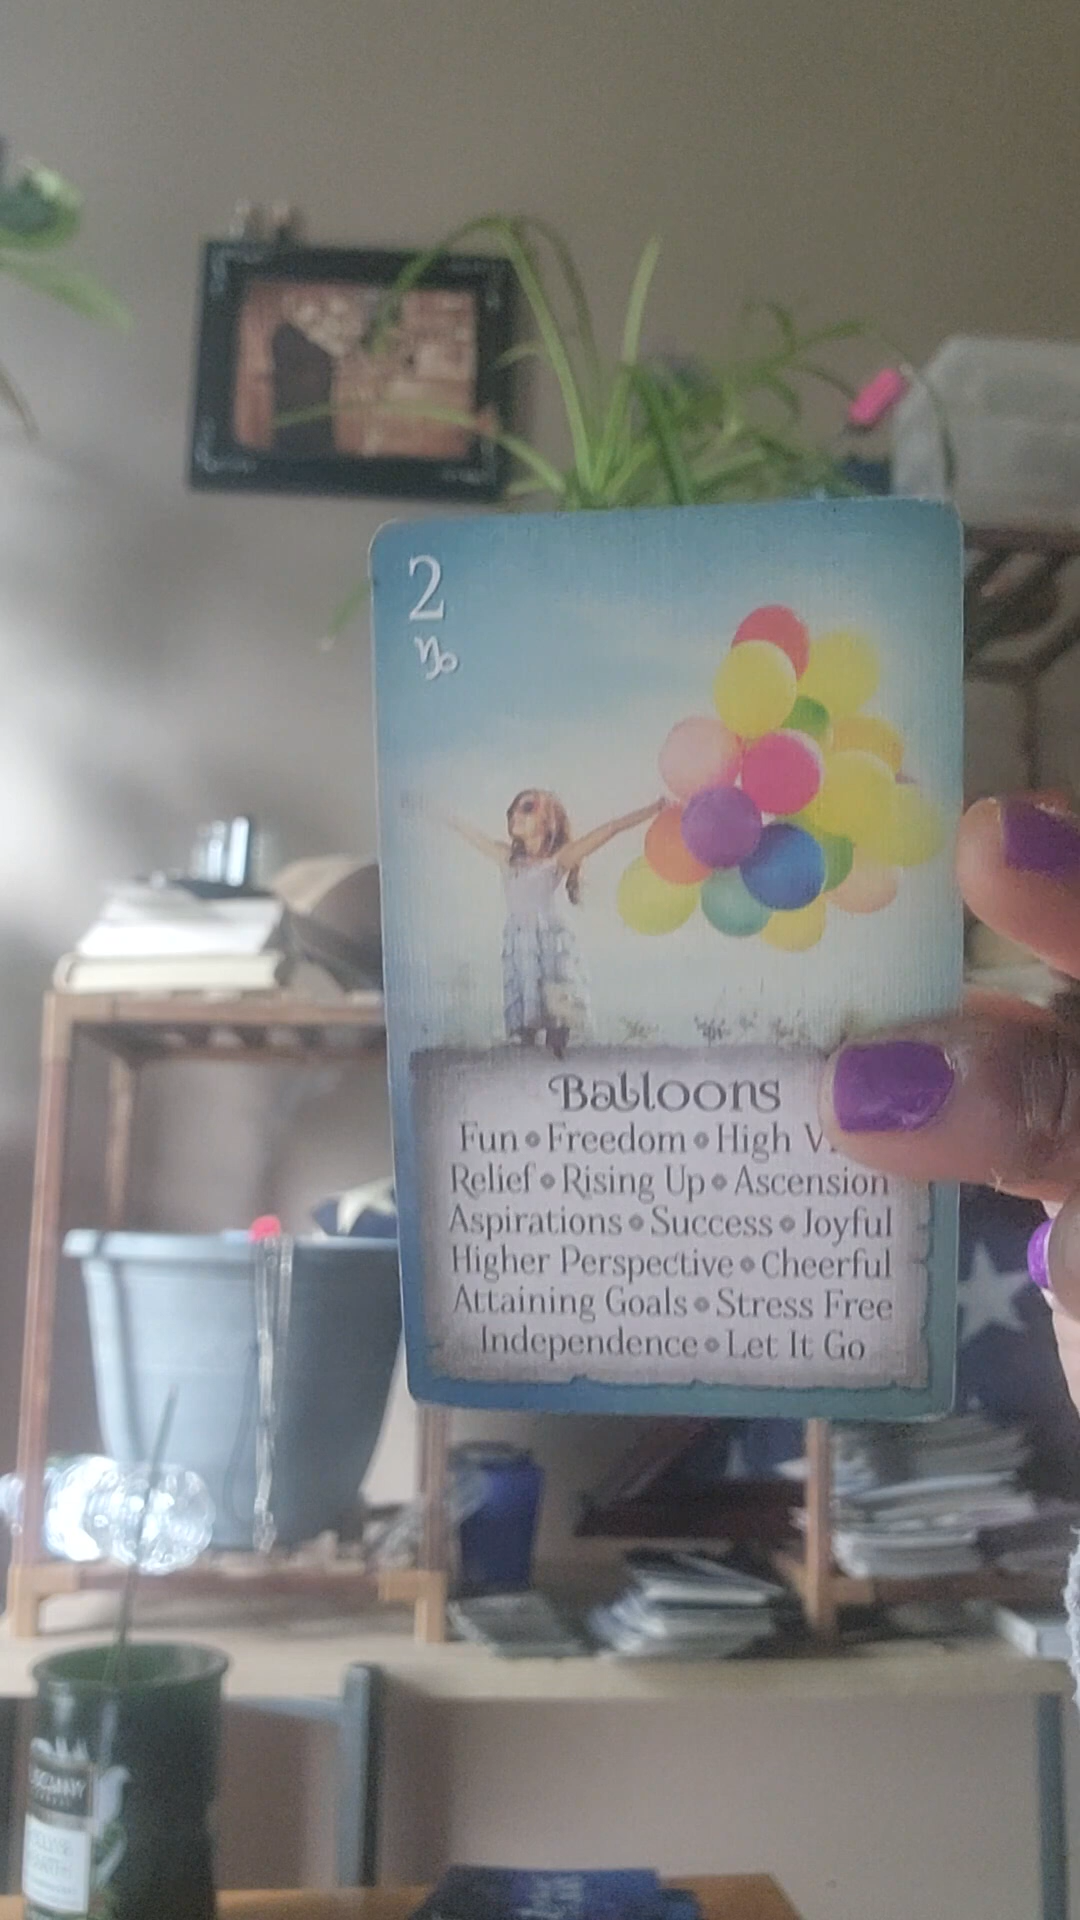 2
♑
Balloons
Fun • Freedom • High
Relief • Rising Up • Ascension
Aspirations • Success • Joyful
Higher Perspective • Cheerful
Attaining Goals • Stress Free
Independence • Let It Go